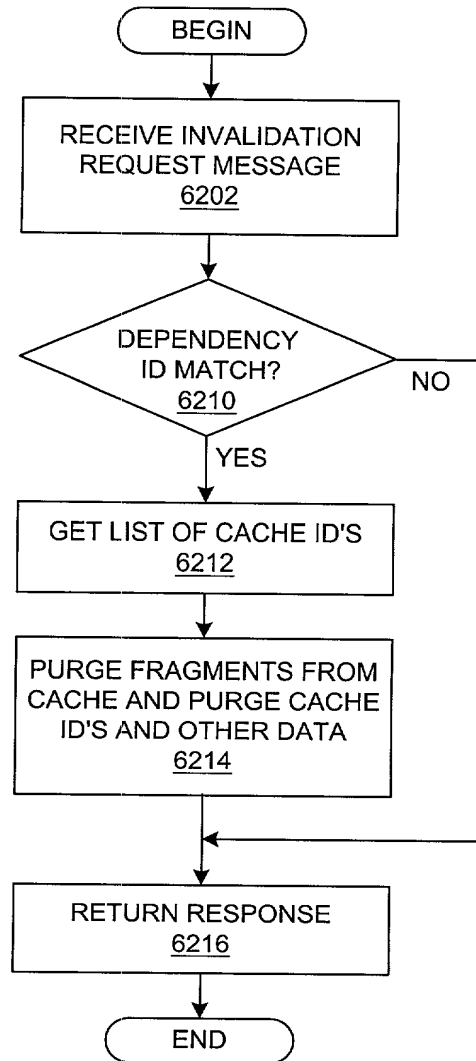 BEGIN
RECEIVE INVALIDATION
REQUEST MESSAGE
6202
DEPENDENCY
ID MATCH?
6210
NO
YES
GET LIST OF CACHE ID'S
6212
PURGE FRAGMENTS FROM
CACHE AND PURGE CACHE
ID'S AND OTHER DATA
6214
RETURN RESPONSE
6216
END